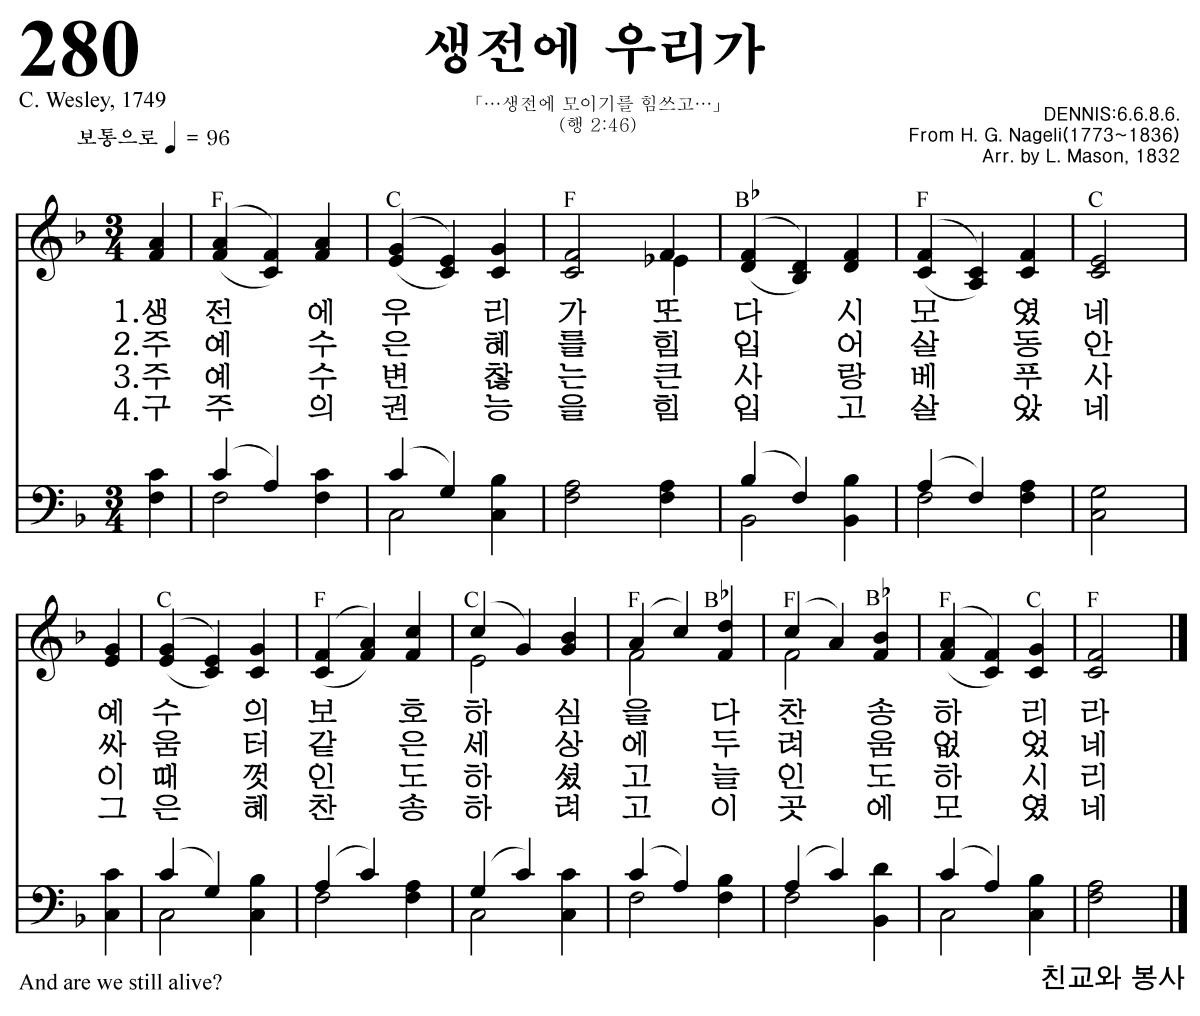 280
생전에 우리가
C. Wesley, 1749
「…생전에 모이기를 힘쓰고…」
(행 2:46)
DENNIS:6.6.8.6.
From H. G. Nageli(1773~1836)
Arr. by L. Mason, 1832
보통으로 ♩ = 96
F C F B♭ F C
3 4
1.생 전 에 우 리 가 또 다 시 모 였 네
2.주 예 수 은 혜 를 힘 입 어 살 동 안
3.주 예 수 변 찮 는 큰 사 랑 베 푸 사
4.구 주 의 권 능 을 힘 입 고 살 았 네
3 4
C F C F B♭ F B♭ F C F
예 수 의 보 호 하 심 을 다 찬 송 하 리 라
싸 움 터 같 은 세 상 에 두 려 움 없 었 네
이 때 껏 인 도 하 셨 고 늘 인 도 하 시 리
그 은 혜 찬 송 하 려 고 이 곳 에 모 였 네
And are we still alive?
친교와 봉사